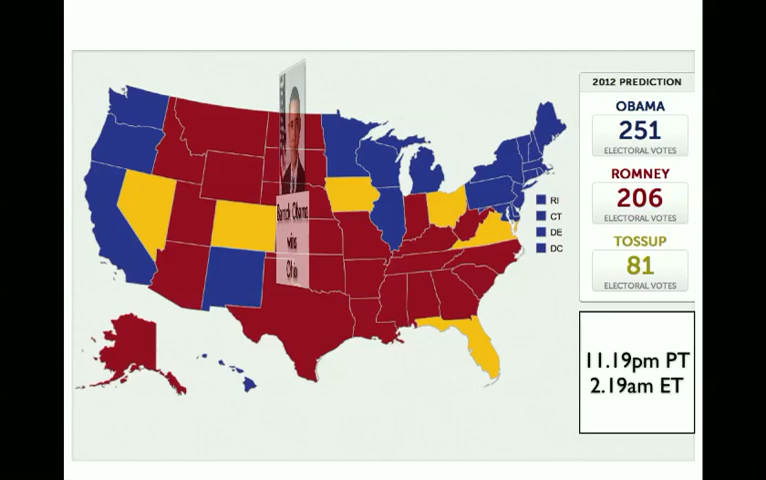 2012 PREDICTION
OBAMA
251
ELECTORAL VOTES
ROMNEY
206
ELECTORAL VOTES
TOSSUP
81
ELECTORAL VOTES
RI
CT
DE
DC
Barack Obama
wins
Ohio
11.19pm PT
2.19am ET